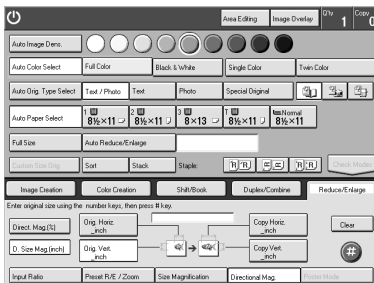 Area Editing Image Overlay Q'ty 1 Copy 0
Auto Image Dens.
Auto Color Select Full Color Black & White Single Color Twin Color
Auto Orig. Type Select Text / Photo Text Photo Special Original
Auto Paper Select 1 8½×11 2 8½×11 3 8×13 T 8½×11 Normal 8½×11
Full Size Auto Reduce/Enlarge
Custom Size Orig. Sort Stack Staple: R R R R Check Modes
Image Creation Color Creation Shift/Book Duplex/Combine Reduce/Enlarge
Enter original size using the number keys, then press # key.
Direct. Mag.(%) Orig. Horiz. _inch Copy Horiz. _inch Clear
D. Size Mag.(inch) Orig. Vert. _inch Copy Vert. _inch #
Input Ratio Preset R/E / Zoom Size Magnification Directional Mag. Poster Mode